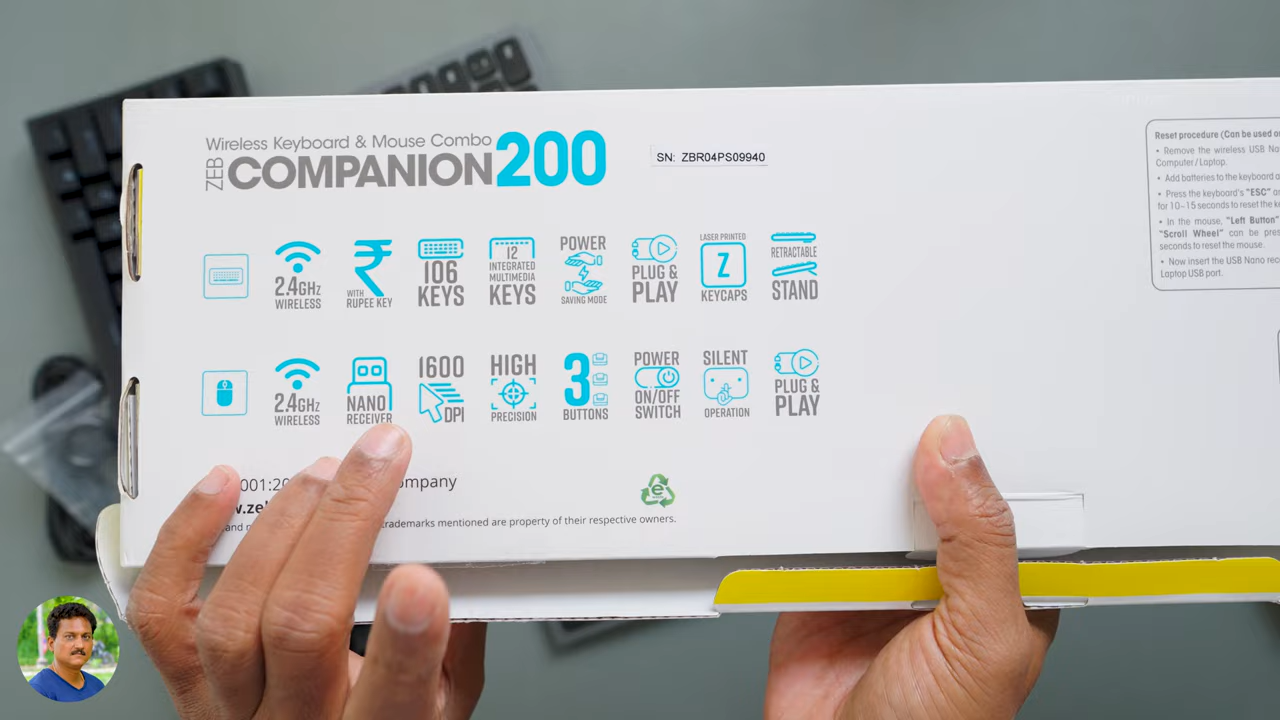 Wireless Keyboard & Mouse Combo
ZEB COMPANION 200
SN: ZBR04PS09940
2.4GHz WIRELESS
WITH RUPEE KEY
106 KEYS
12 INTEGRATED MULTIMEDIA KEYS
POWER SAVING MODE
PLUG & PLAY
LASER PRINTED Z KEYCAPS
RETRACTABLE STAND
2.4GHz WIRELESS
NANO RECEIVER
1600 DPI
HIGH PRECISION
3 BUTTONS
POWER ON/OFF SWITCH
SILENT OPERATION
PLUG & PLAY
trademarks mentioned are property of their respective owners.
e
Reset procedure (Can be used
• Remove the wireless USB
Computer / Laptop.
• Add batteries to the keyboard
• Press the keyboard's "ESC"
for 10–15 seconds to reset the
• In the mouse, "Left Button"
"Scroll Wheel" can be
seconds to reset the mouse.
• Now insert the USB Nano
Laptop USB port.